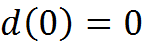 d(0) = 0